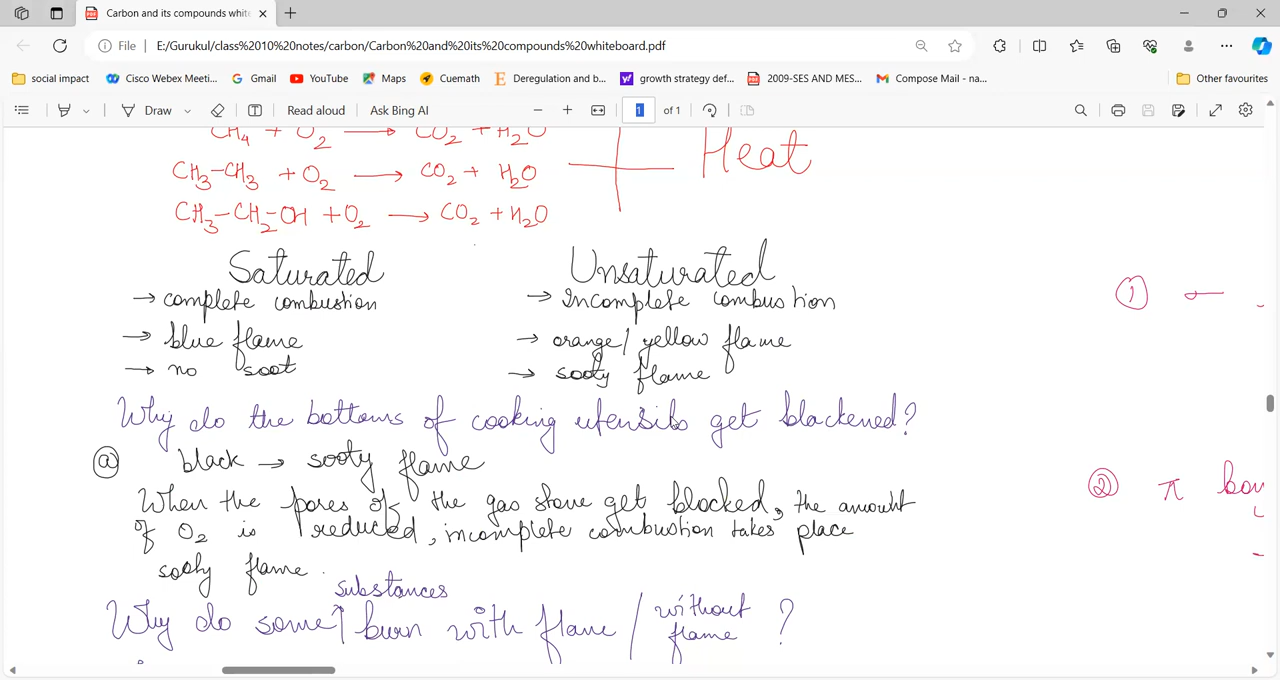 Carbon and its compounds whit
File
E:/Gurukul/class%2010%20notes/carbon/Carbon%20and%20its%20compounds%20whiteboard.pdf
social impact
Cisco Webex Meeti...
Gmail
YouTube
Maps
Cuemath
Deregulation and b...
growth strategy def...
2009-SES AND MES...
Compose Mail - na...
Other favourites
Draw
Read aloud
Ask Bing AI
1 of 1
CH4 + O2 → CO2 + H2O
Heat
CH3-CH3 + O2 → CO2 + H2O
CH3-CH2-OH + O2 → CO2 + H2O
Saturated
Unsaturated
→ complete combustion
→ Incomplete combustion
→ blue flame
→ orange/yellow flame
→ no soot
→ sooty flame
① -
Why do the bottoms of cooking utensils get blackened?
ⓐ black → sooty flame
② π
When the pores of the gas stove get blocked, the amount
of O2 is reduced, incomplete combustion takes place
sooty flame.
substances
Why do some burn with flame / without flame ?